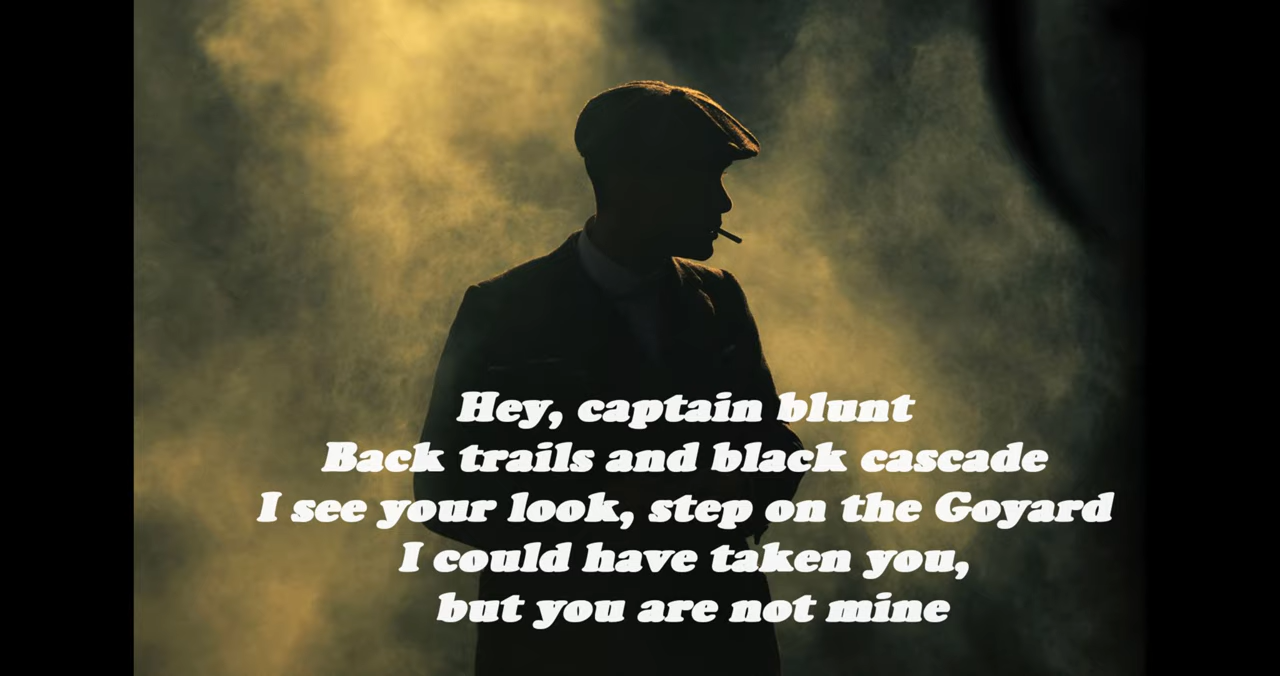 Hey, captain blunt
Back trails and black cascade
I see your look, step on the Goyard
I could have taken you,
but you are not mine